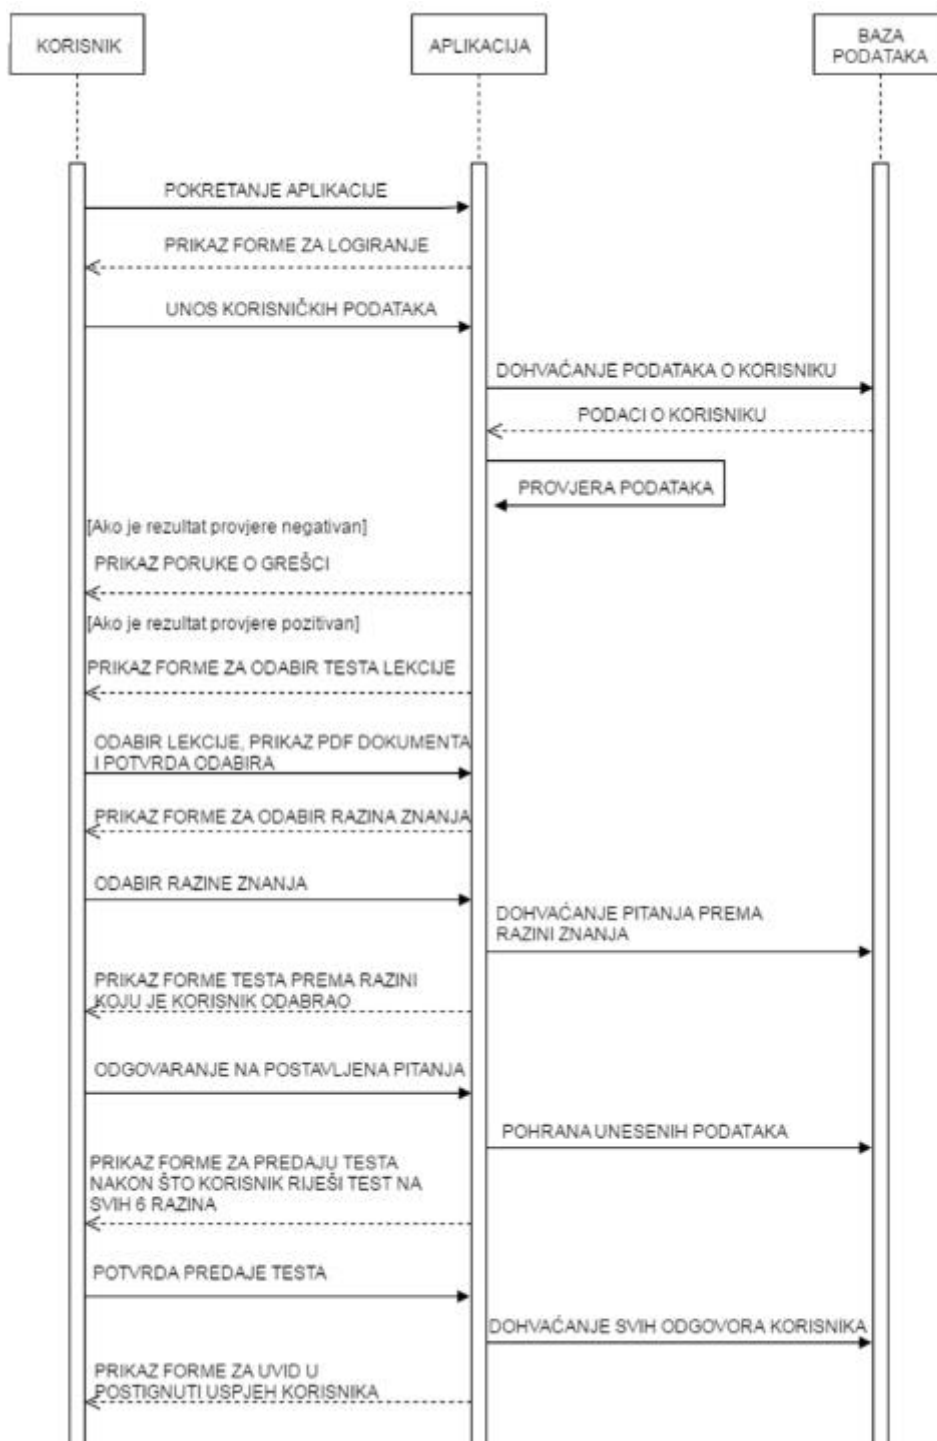 KORISNIK
APLIKACIJA
BAZA
PODATAKA
POKRETANJE APLIKACIJE
PRIKAZ FORME ZA LOGIRANJE
UNOS KORISNIČKIH PODATAKA
DOHVAĆANJE PODATAKA O KORISNIKU
PODACI O KORISNIKU
PROVJERA PODATAKA
[Ako je rezultat provjere negativan]
PRIKAZ PORUKE O GREŠCI
[Ako je rezultat provjere pozitivan]
PRIKAZ FORME ZA ODABIR TESTA LEKCIJE
ODABIR LEKCIJE, PRIKAZ PDF DOKUMENTA
I POTVRDA ODABIRA
PRIKAZ FORME ZA ODABIR RAZINA ZNANJA
ODABIR RAZINE ZNANJA
DOHVAĆANJE PITANJA PREMA
RAZINI ZNANJA
PRIKAZ FORME TESTA PREMA RAZINI
KOJU JE KORISNIK ODABRAO
ODGOVARANJE NA POSTAVLJENA PITANJA
POHRANA UNESENIH PODATAKA
PRIKAZ FORME ZA PREDAJU TESTA
NAKON ŠTO KORISNIK RIJEŠI TEST NA
SVIH 6 RAZINA
POTVRDA PREDAJE TESTA
DOHVAĆANJE SVIH ODGOVORA KORISNIKA
PRIKAZ FORME ZA UVID U
POSTIGNUTI USPJEH KORISNIKA